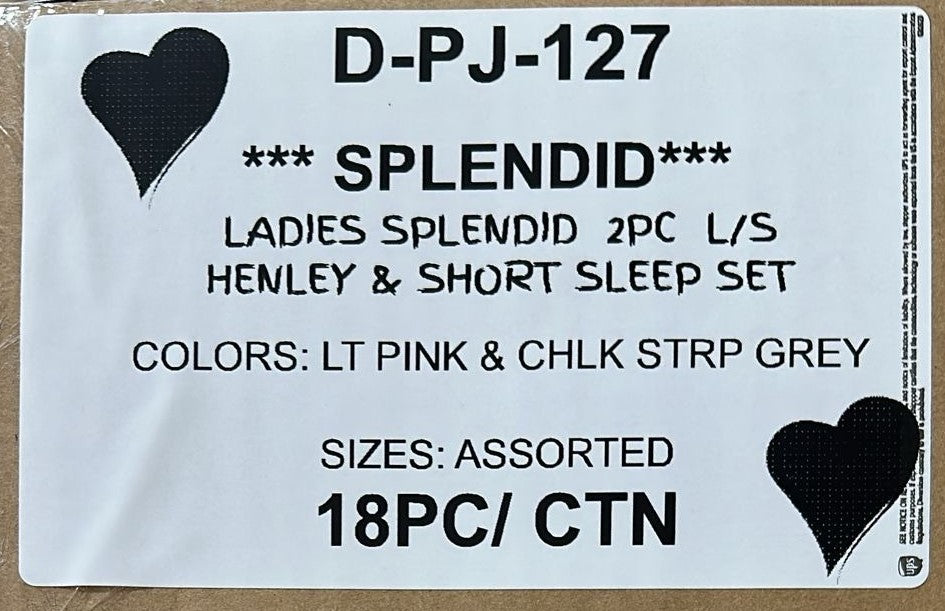 D-PJ-127
*** SPLENDID***
LADIES SPLENDID 2PC L/S
HENLEY & SHORT SLEEP SET
COLORS: LT PINK & CHLK STRP GREY
SIZES: ASSORTED
18PC/ CTN
ups